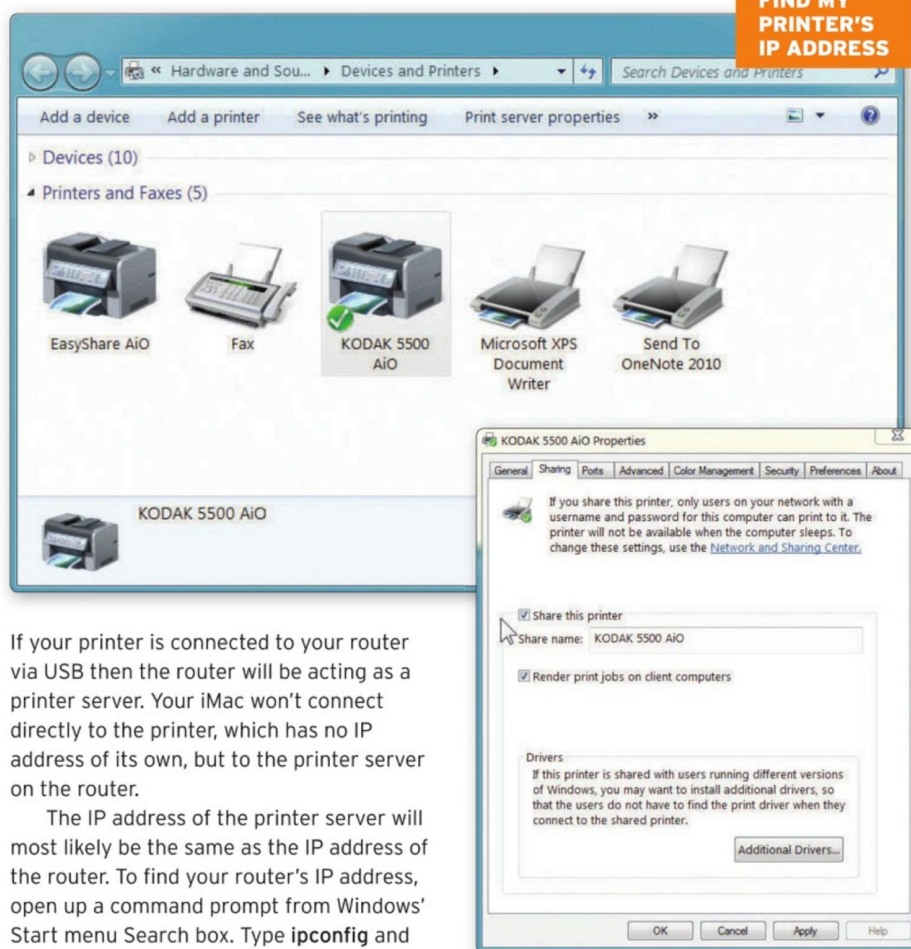 FIND MY
PRINTER'S
IP ADDRESS
« Hardware and Sou... Devices and Printers Search Devices and Printers
Add a device Add a printer See what's printing Print server properties »
Devices (10)
Printers and Faxes (5)
EasyShare AiO
Fax
KODAK 5500
AiO
Microsoft XPS
Document
Writer
Send To
OneNote 2010
KODAK 5500 AiO
KODAK 5500 AiO Properties
General Sharing Ports Advanced Color Management Security Preferences About
If you share this printer, only users on your network with a
username and password for this computer can print to it. The
printer will not be available when the computer sleeps. To
change these settings, use the Network and Sharing Center.
Share this printer
Share name: KODAK 5500 AiO
Render print jobs on client computers
Drivers
If this printer is shared with users running different versions
of Windows, you may want to install additional drivers, so
that the users do not have to find the print driver when they
connect to the shared printer.
Additional Drivers...
OK Cancel Apply Help
If your printer is connected to your router
via USB then the router will be acting as a
printer server. Your iMac won't connect
directly to the printer, which has no IP
address of its own, but to the printer server
on the router.
The IP address of the printer server will
most likely be the same as the IP address of
the router. To find your router's IP address,
open up a command prompt from Windows'
Start menu Search box. Type ipconfig and